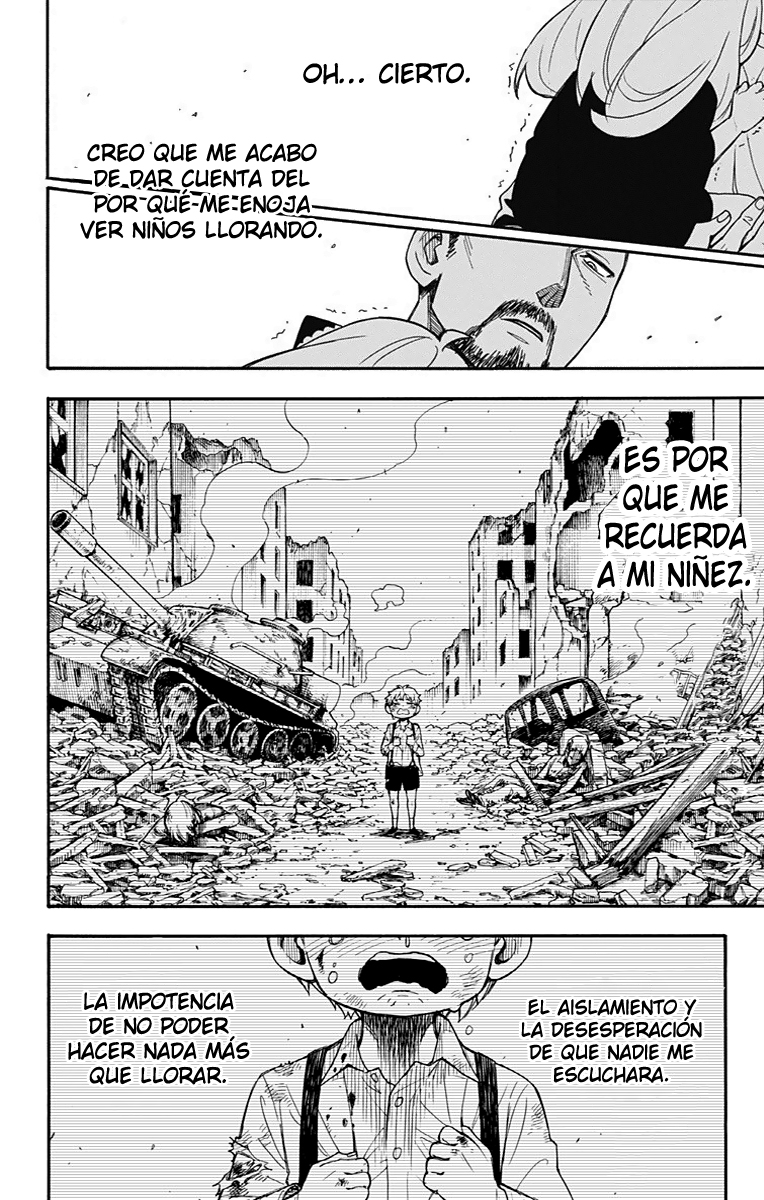 OH... CIERTO.
CREO QUE ME ACABO
DE DAR CUENTA DEL
POR QUÉ ME ENOJA
VER NIÑOS LLORANDO.
ES POR
QUE ME
RECUERDA
A MI NIÑEZ.
LA IMPOTENCIA
DE NO PODER
HACER NADA MÁS
QUE LLORAR.
EL AISLAMIENTO Y
LA DESESPERACIÓN
DE QUE NADIE ME
ESCUCHARA.